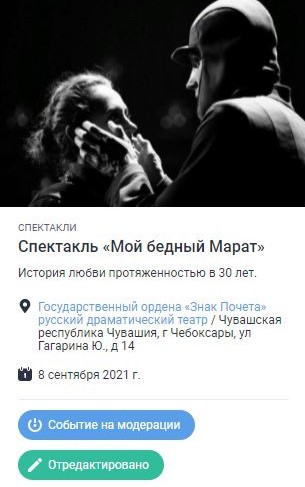 СПЕКТАКЛИ
Спектакль «Мой бедный Марат»
История любви протяженностью в 30 лет.
Государственный ордена «Знак Почета»
русский драматический театр / Чувашская
республика Чувашия, г Чебоксары, ул
Гагарина Ю., д 14
8 сентября 2021 г.
Событие на модерации
Отредактировано